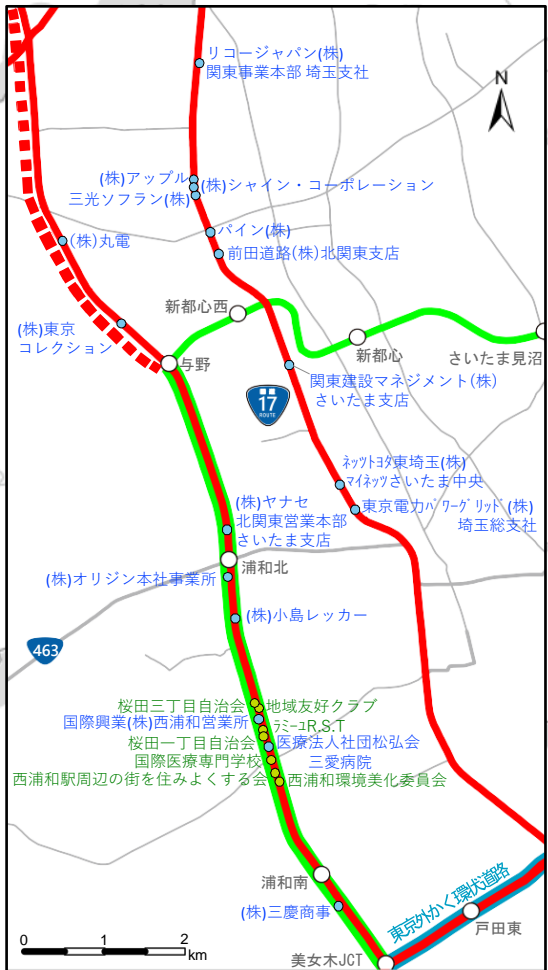 リコージャパン(株)
関東事業本部 埼玉支社
N
(株)アップル
(株)シャイン・コーポレーション
三光ソフラン(株)
パイン(株)
(株)丸電
前田道路(株)北関東支店
新都心西
(株)東京
コレクション
与野
新都心
さいたま見沼
関東建設マネジメント(株)
さいたま支店
17
ROUTE
ネッツトヨタ東埼玉(株)
マイネッツさいたま中央
東京電力パワーグリッド(株)
埼玉総支社
(株)ヤナセ
北関東営業本部
さいたま支店
浦和北
(株)オリジン本社事業所
(株)小島レッカー
463
桜田三丁目自治会
地域友好クラブ
国際興業(株)西浦和営業所
ラミーユR.S.T
桜田一丁目自治会
医療法人社団松弘会
三愛病院
国際医療専門学校
西浦和駅周辺の街を住みよくする会
西浦和環境美化委員会
浦和南
(株)三慶商事
東京外かく環状道路
戸田東
美女木JCT
0 1 2
km